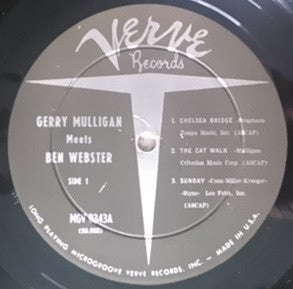 Verve
Records
GERRY MULLIGAN
Meets
BEN WEBSTER
SIDE 1
MGV 8343A
(20,050)
1. CHELSEA BRIDGE -Strayhorn-
Tempo Music, Inc. (ASCAP)
2. THE CAT WALK -Mulligan-
Criterion Music Corp. (ASCAP)
3. SUNDAY -Conn-Miller-Krueger-
-Styne- Leo Feist, Inc.
(ASCAP)
LONG PLAYING MICROGROOVE VERVE RECORDS, INC. - MADE IN U.S.A.